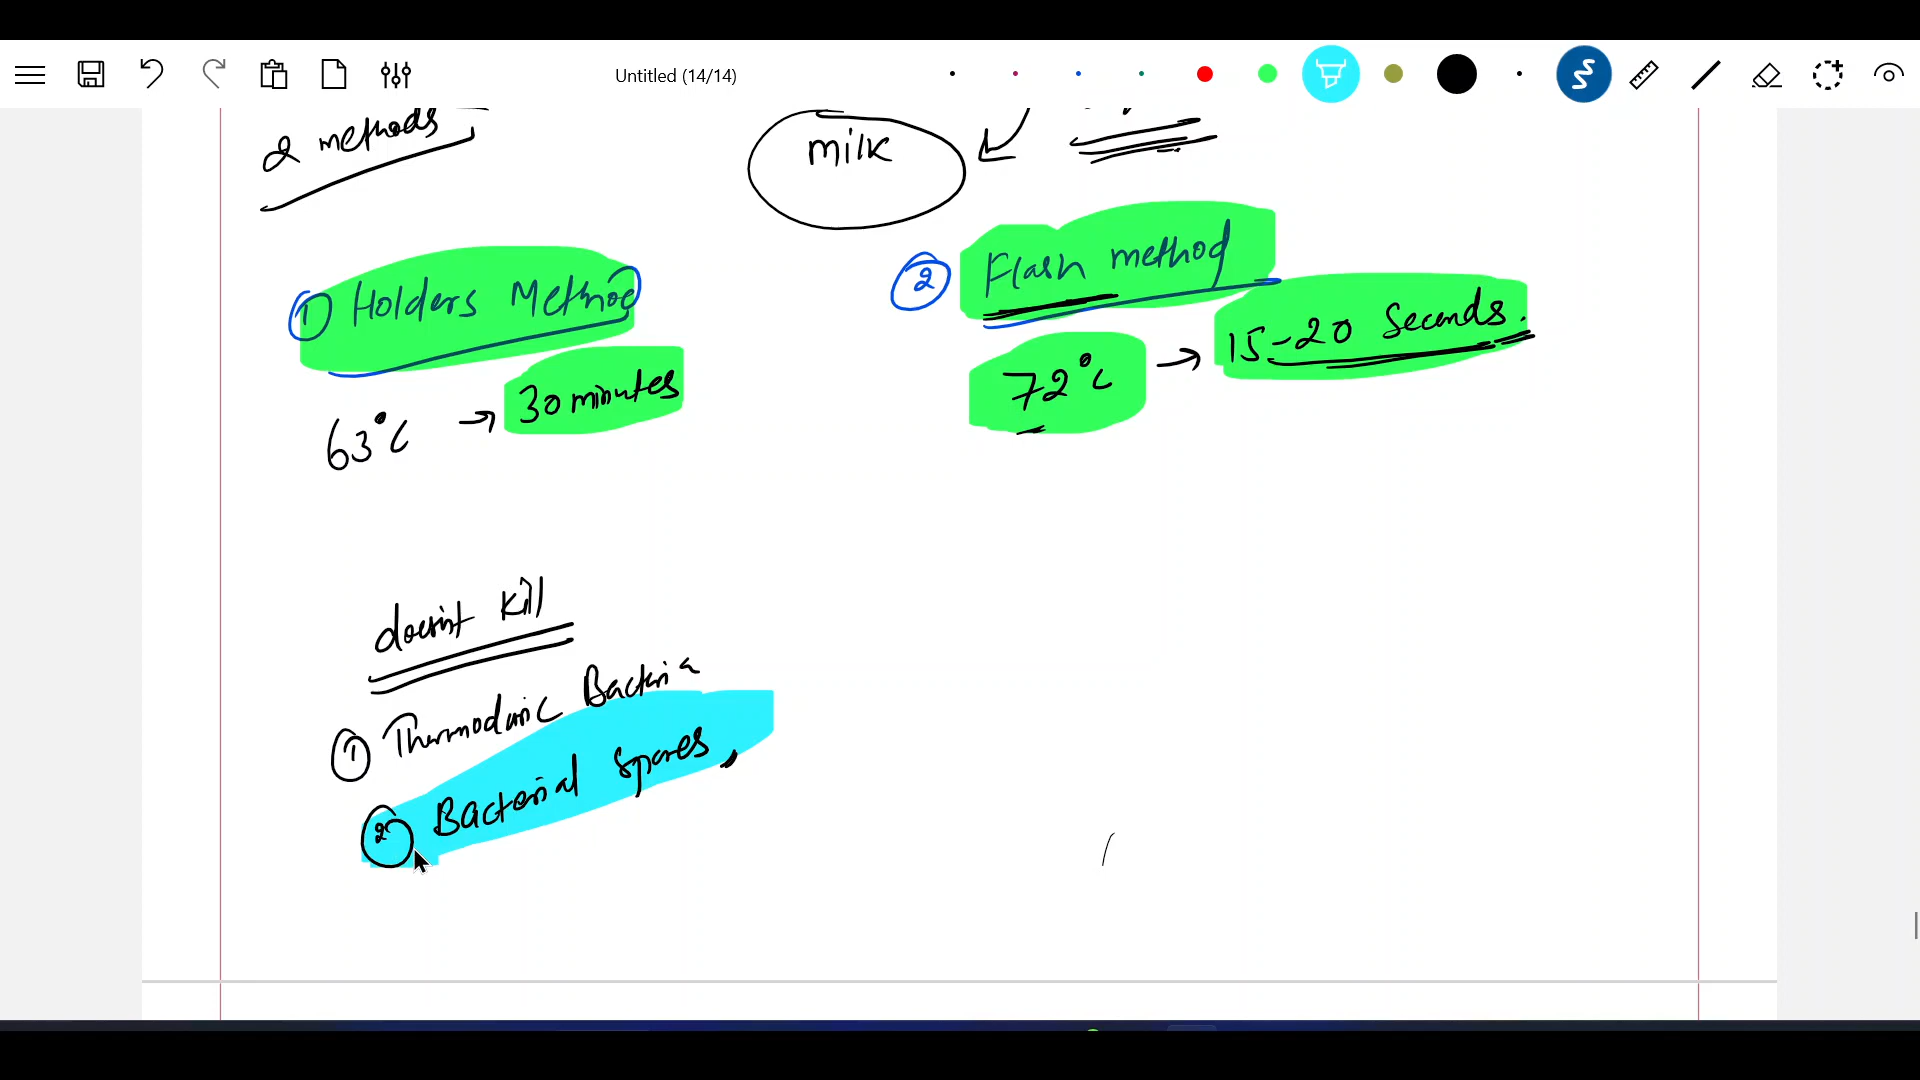 Untitled (14/14)
2 methods
milk
① Holders Method
63°C → 30 minutes
② Flash method
72°C → 15-20 Seconds.
doesn't kill
① Thermoduric Bacteria
② Bacterial Spores,